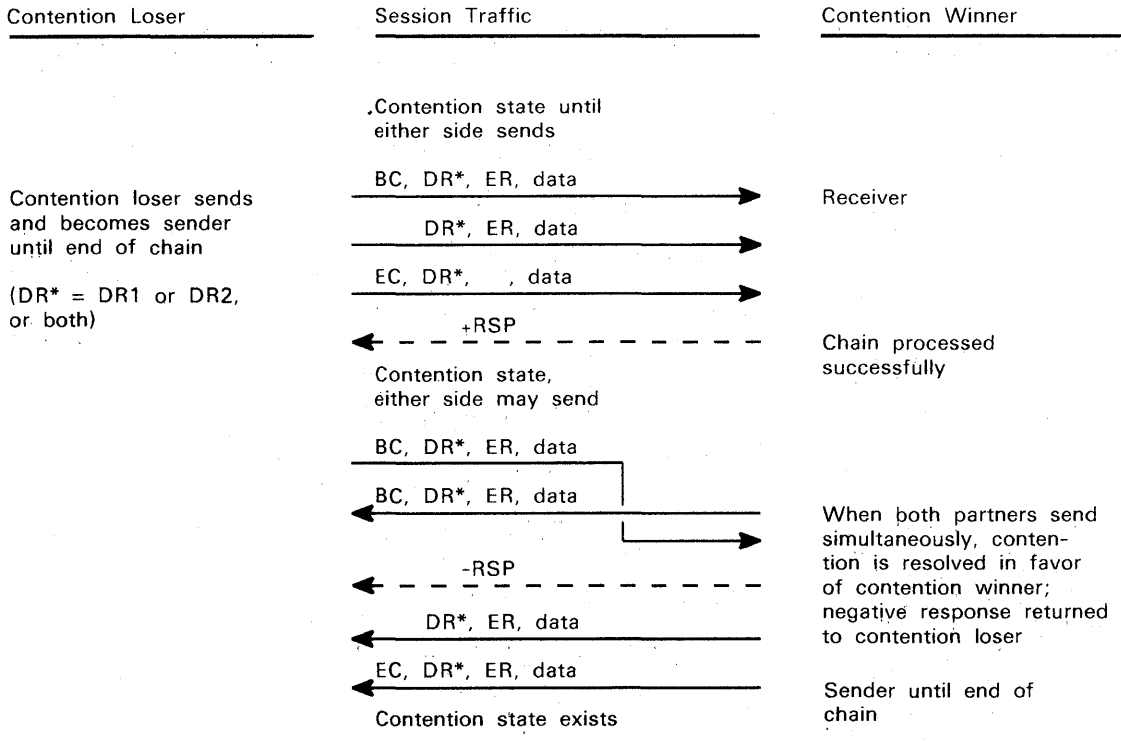 Contention Loser
Session Traffic
Contention Winner
Contention state until
either side sends
BC, DR*, ER, data
Contention loser sends
and becomes sender
until end of chain
(DR* = DR1 or DR2,
or both)
Receiver
DR*, ER, data
EC, DR*, , data
+RSP
Chain processed
successfully
Contention state,
either side may send
BC, DR*, ER, data
BC, DR*, ER, data
When both partners send
simultaneously, conten-
tion is resolved in favor
of contention winner;
negative response returned
to contention loser
-RSP
DR*, ER, data
EC, DR*, ER, data
Sender until end of
chain
Contention state exists